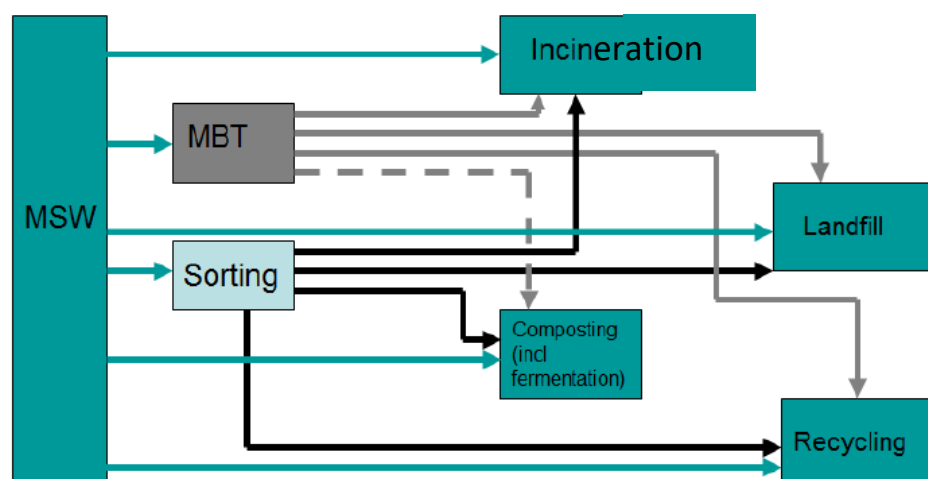 Incineration
MBT
MSW
Landfill
Sorting
Composting
(incl
fermentation)
Recycling